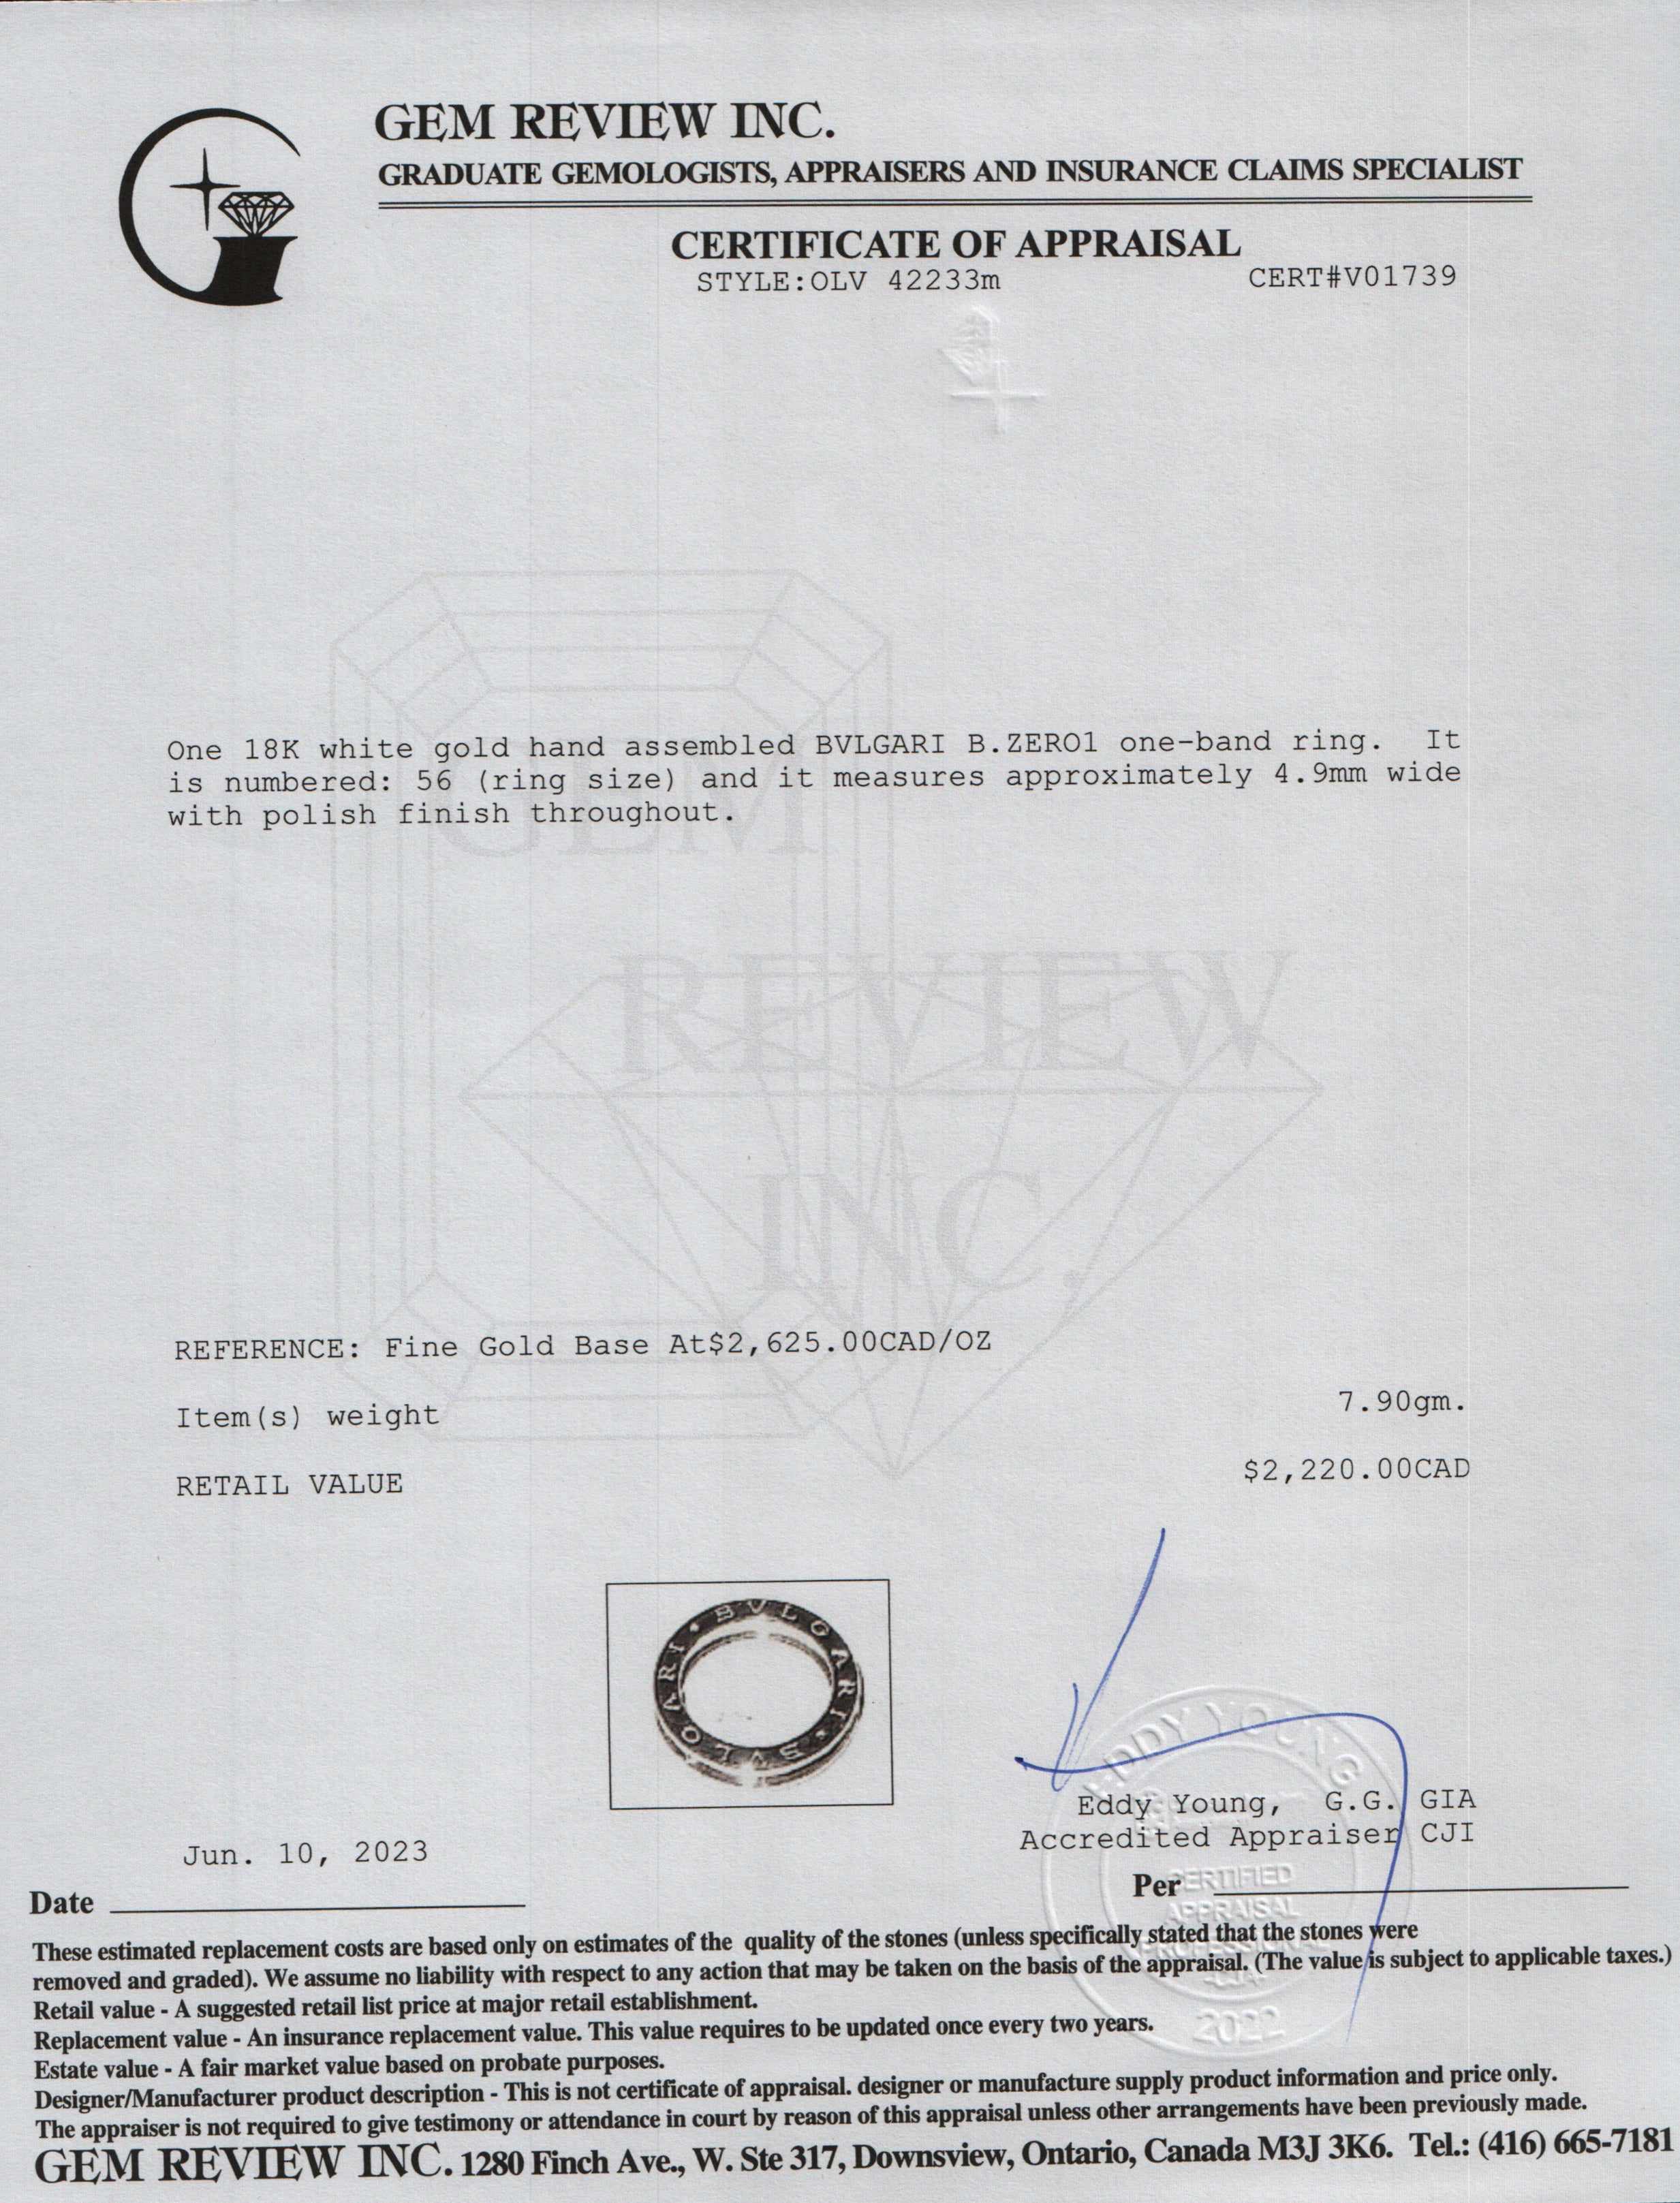 GEM REVIEW INC.
GRADUATE GEMOLOGISTS, APPRAISERS AND INSURANCE CLAIMS SPECIALIST
CERTIFICATE OF APPRAISAL
STYLE:OLV 42233m
CERT#V01739
One 18K white gold hand assembled BVLGARI B.ZERO1 one-band ring. It
is numbered: 56 (ring size) and it measures approximately 4.9mm wide
with polish finish throughout.
GEM
REVIEW
INC.
REFERENCE: Fine Gold Base At$2,625.00CAD/OZ
Item(s) weight 7.90gm.
RETAIL VALUE $2,220.00CAD
BVLGARI · BVLGARI ·
EDDY YOUNG
Eddy Young, G.G. GIA
Accredited Appraiser CJI
Jun. 10, 2023
Date
Per
CERTIFIED
APPRAISAL
PROFESSIONAL
2022
These estimated replacement costs are based only on estimates of the quality of the stones (unless specifically stated that the stones were
removed and graded). We assume no liability with respect to any action that may be taken on the basis of the appraisal. (The value is subject to applicable taxes.)
Retail value - A suggested retail list price at major retail establishment.
Replacement value - An insurance replacement value. This value requires to be updated once every two years.
Estate value - A fair market value based on probate purposes.
Designer/Manufacturer product description - This is not certificate of appraisal. designer or manufacture supply product information and price only.
The appraiser is not required to give testimony or attendance in court by reason of this appraisal unless other arrangements have been previously made.
GEM REVIEW INC. 1280 Finch Ave., W. Ste 317, Downsview, Ontario, Canada M3J 3K6. Tel.: (416) 665-7181